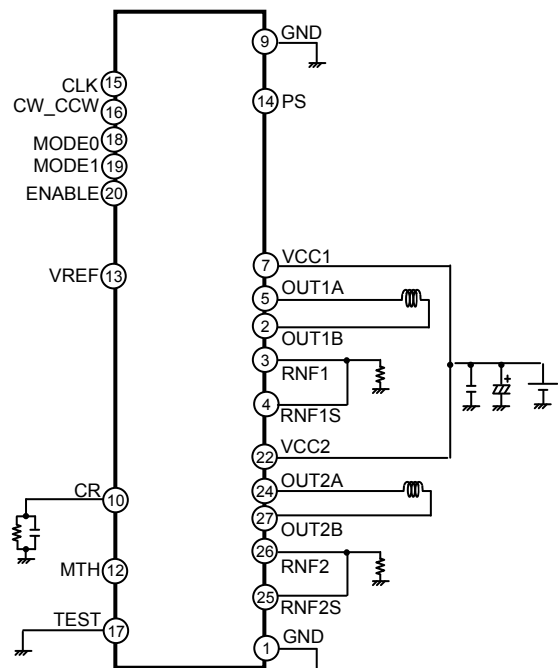 9 GND
15 CLK
14 PS
16 CW_CCW
18 MODE0
19 MODE1
20 ENABLE
7 VCC1
13 VREF
5 OUT1A
2 OUT1B
3 RNF1
4 RNF1S
+
22 VCC2
24 OUT2A
10 CR
27 OUT2B
26 RNF2
12 MTH
25 RNF2S
17 TEST
1 GND